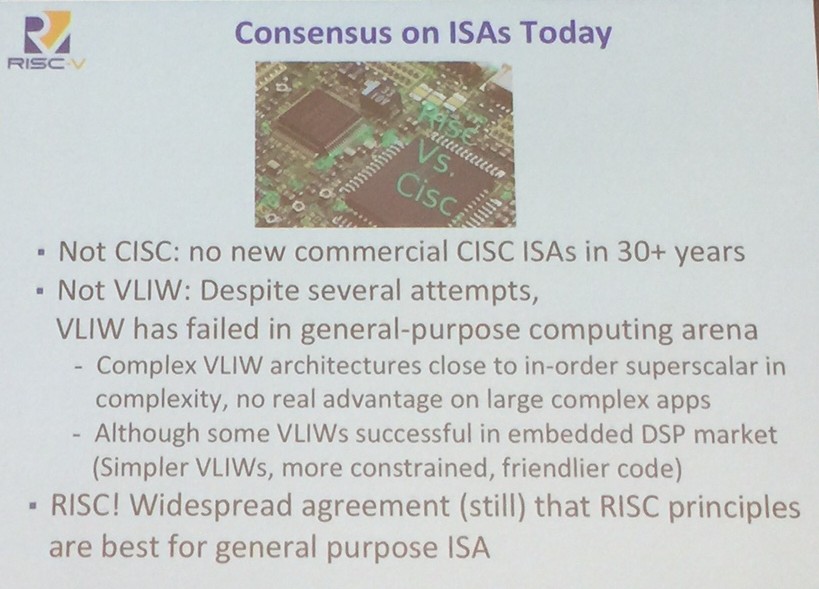 RISC-V
Consensus on ISAs Today
Risc
Vs.
Cisc
▪ Not CISC: no new commercial CISC ISAs in 30+ years
▪ Not VLIW: Despite several attempts,
VLIW has failed in general-purpose computing arena
- Complex VLIW architectures close to in-order superscalar in
complexity, no real advantage on large complex apps
- Although some VLIWs successful in embedded DSP market
(Simpler VLIWs, more constrained, friendlier code)
▪ RISC! Widespread agreement (still) that RISC principles
are best for general purpose ISA